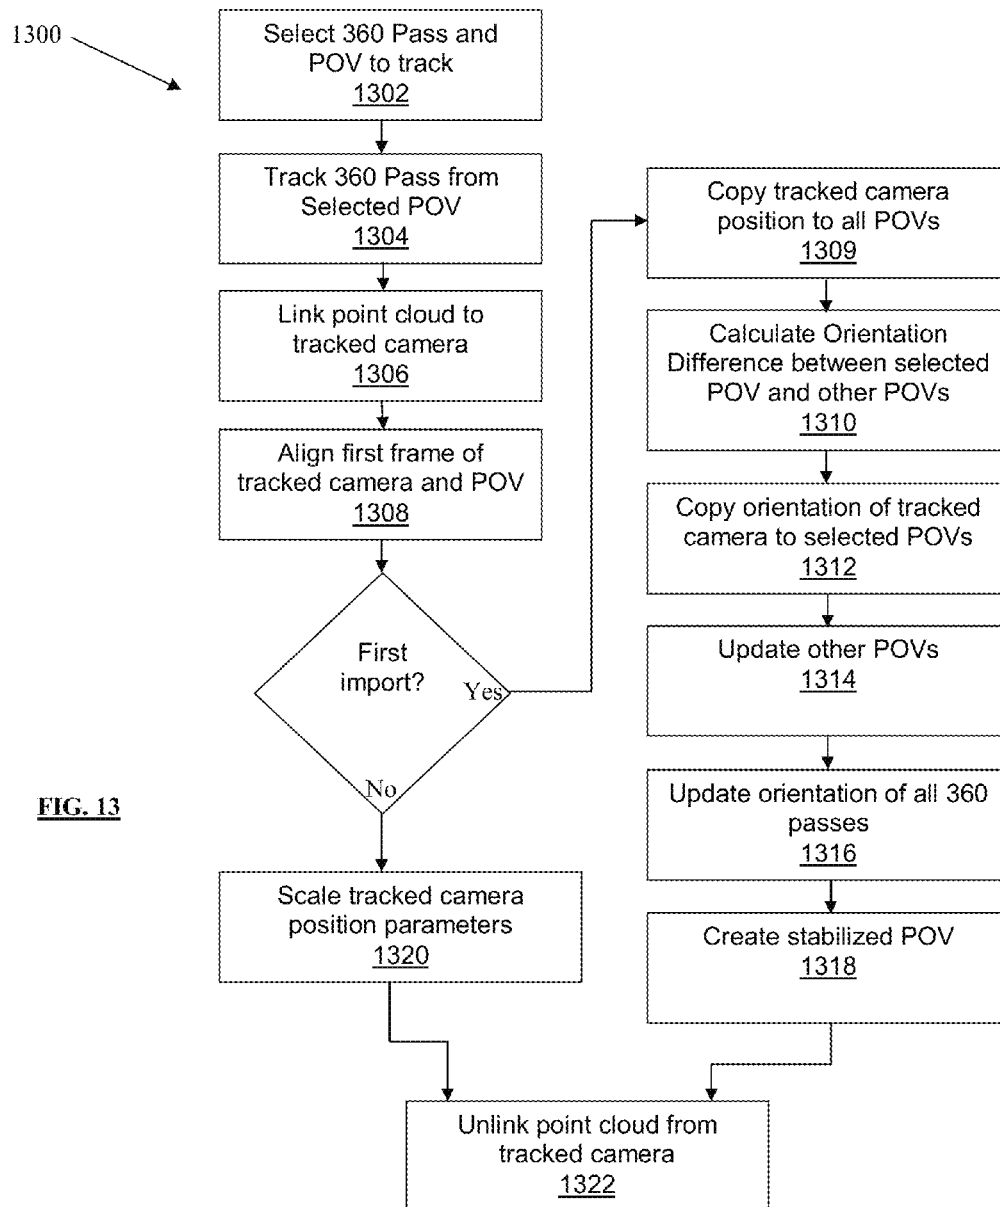 1300
Select 360 Pass and
POV to track
1302
Track 360 Pass from
Selected POV
1304
Link point cloud to
tracked camera
1306
Align first frame of
tracked camera and POV
1308
First
import?
Yes
No
Scale tracked camera
position parameters
1320
Copy tracked camera
position to all POVs
1309
Calculate Orientation
Difference between selected
POV and other POVs
1310
Copy orientation of tracked
camera to selected POVs
1312
Update other POVs
1314
Update orientation of all 360
passes
1316
Create stabilized POV
1318
Unlink point cloud from
tracked camera
1322
FIG. 13